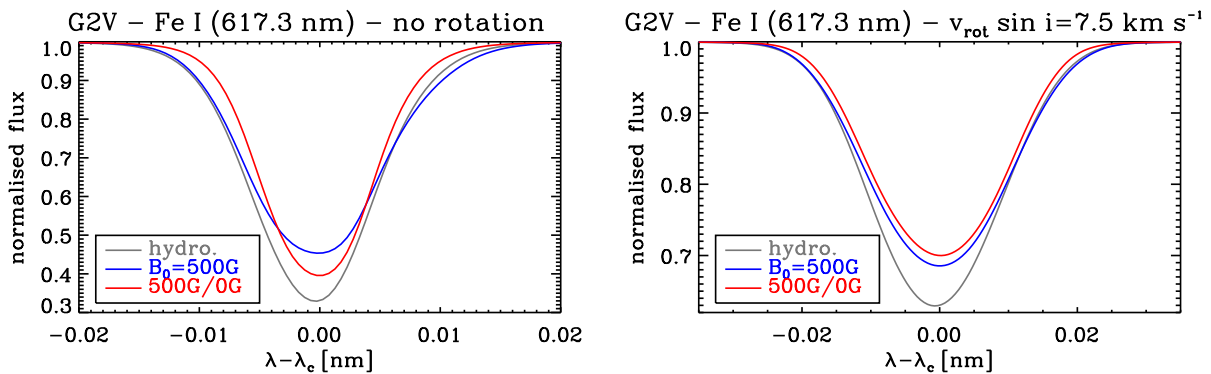 G2V – Fe I (617.3 nm) – no rotation
normalised flux
1.0
0.9
0.8
0.7
0.6
0.5
0.4
0.3
hydro.
B₀=500G
500G/0G
−0.02 −0.01 0.00 0.01 0.02
λ−λc [nm]
G2V – Fe I (617.3 nm) – vrot sin i=7.5 km s⁻¹
normalised flux
1.0
0.9
0.8
0.7
hydro.
B₀=500G
500G/0G
−0.02 0.00 0.02
λ−λc [nm]